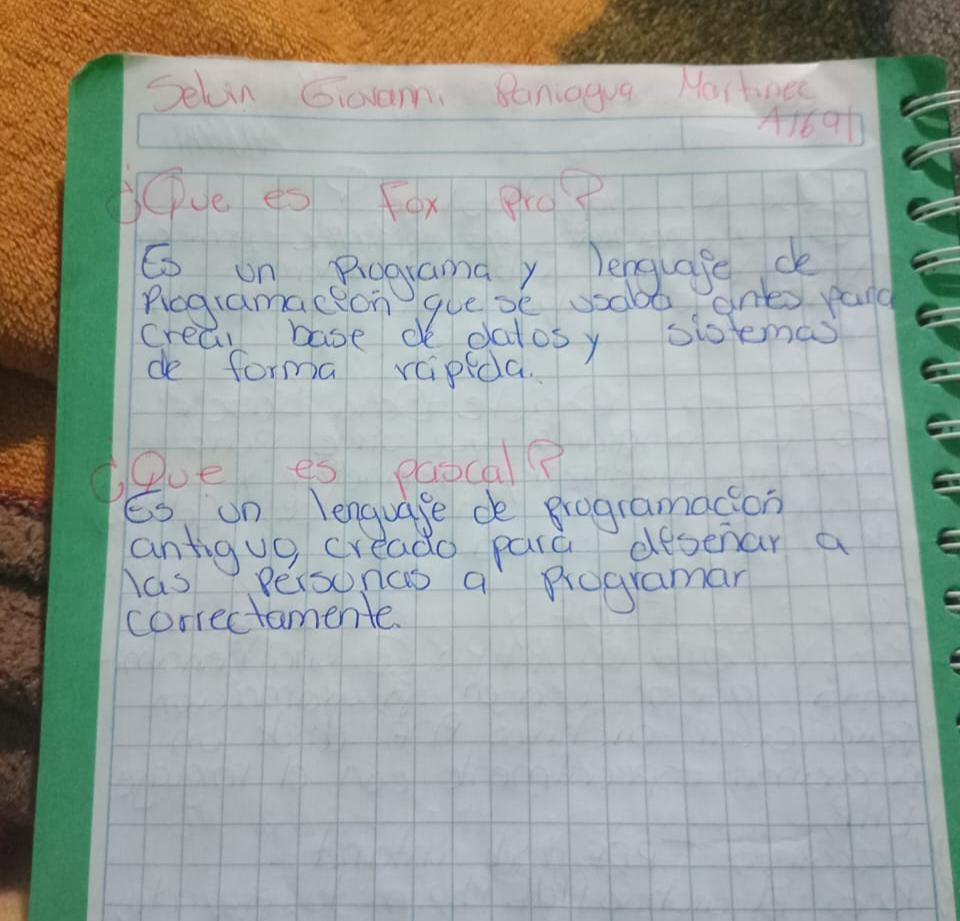 Selvin Giovanni Paniagua Martinez
A1691
¿Que es Fox Pro?
Es un programa y lenguaje de
Programación que se usaba antes para
crear base de datos y sistemas
de forma rápida.
¿Que es pascal?
Es un lenguaje de programación
antiguo, creado para diseñar a
las personas a programar
correctamente.